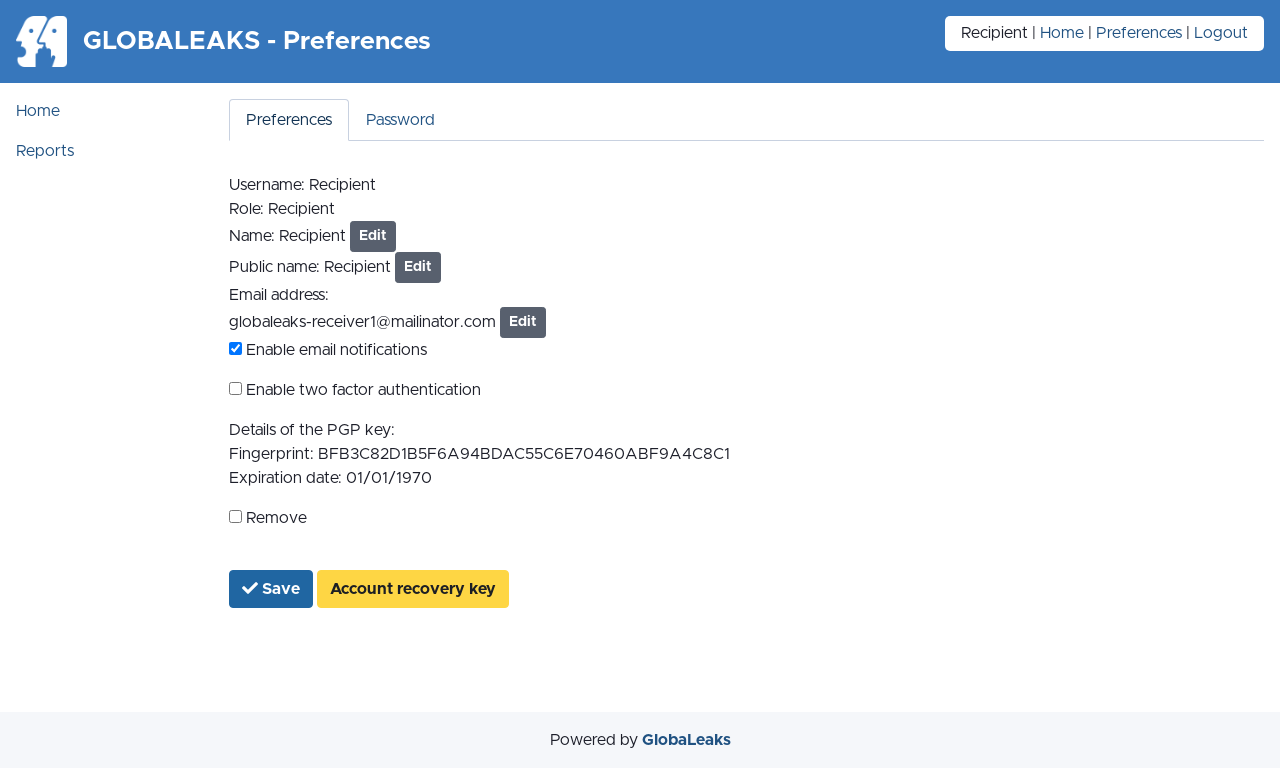 GLOBALEAKS - Preferences
Recipient | Home | Preferences | Logout
Home
Reports
Preferences
Password
Username: Recipient
Role: Recipient
Name: Recipient Edit
Public name: Recipient Edit
Email address:
globaleaks-receiver1@mailinator.com Edit
Enable email notifications
Enable two factor authentication
Details of the PGP key:
Fingerprint: BFB3C82D1B5F6A94BDAC55C6E70460ABF9A4C8C1
Expiration date: 01/01/1970
Remove
Save
Account recovery key
Powered by GlobaLeaks